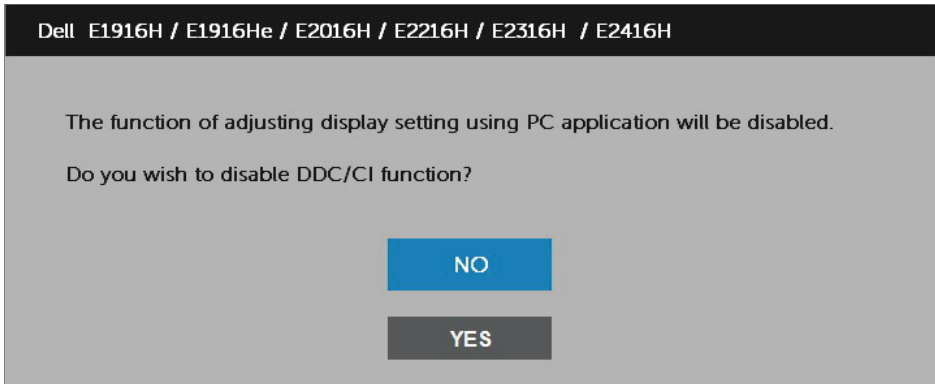 Dell E1916H / E1916He / E2016H / E2216H / E2316H / E2416H
The function of adjusting display setting using PC application will be disabled.
Do you wish to disable DDC/CI function?
NO
YES